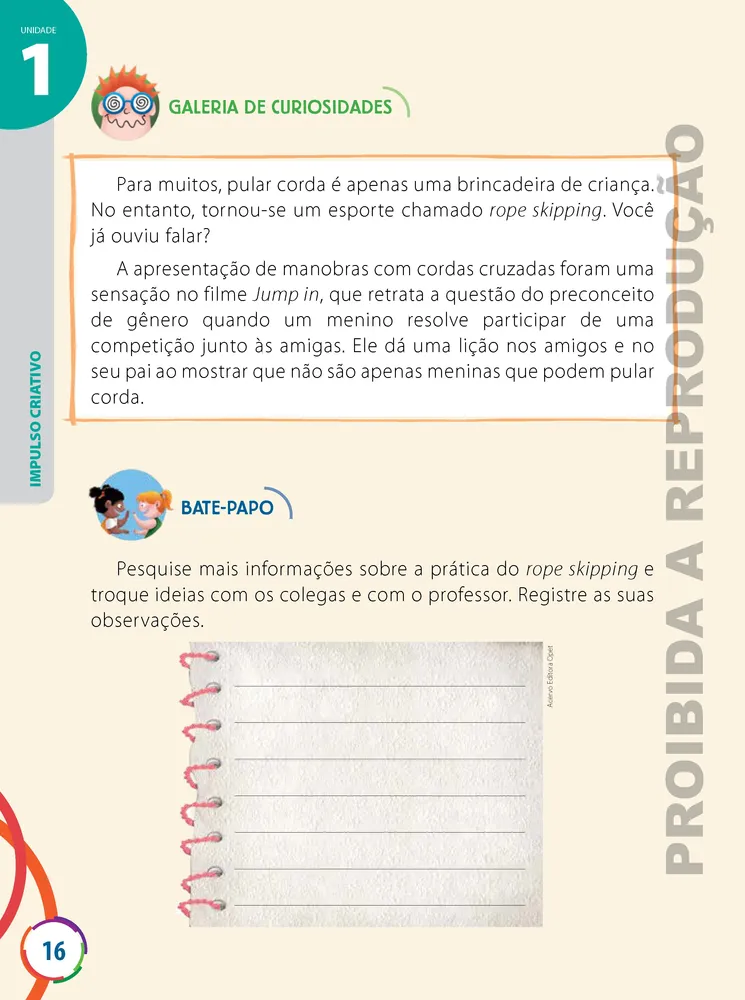 UNIDADE
1
GALERIA DE CURIOSIDADES
Para muitos, pular corda é apenas uma brincadeira de criança.
No entanto, tornou-se um esporte chamado rope skipping. Você
já ouviu falar?
A apresentação de manobras com cordas cruzadas foram uma
sensação no filme Jump in, que retrata a questão do preconceito
de gênero quando um menino resolve participar de uma
competição junto às amigas. Ele dá uma lição nos amigos e no
seu pai ao mostrar que não são apenas meninas que podem pular
corda.
IMPULSO CRIATIVO
BATE-PAPO
Pesquise mais informações sobre a prática do rope skipping e
troque ideias com os colegas e com o professor. Registre as suas
observações.
Acervo Editora Opet
PROIBIDA A REPRODUÇÃO
16